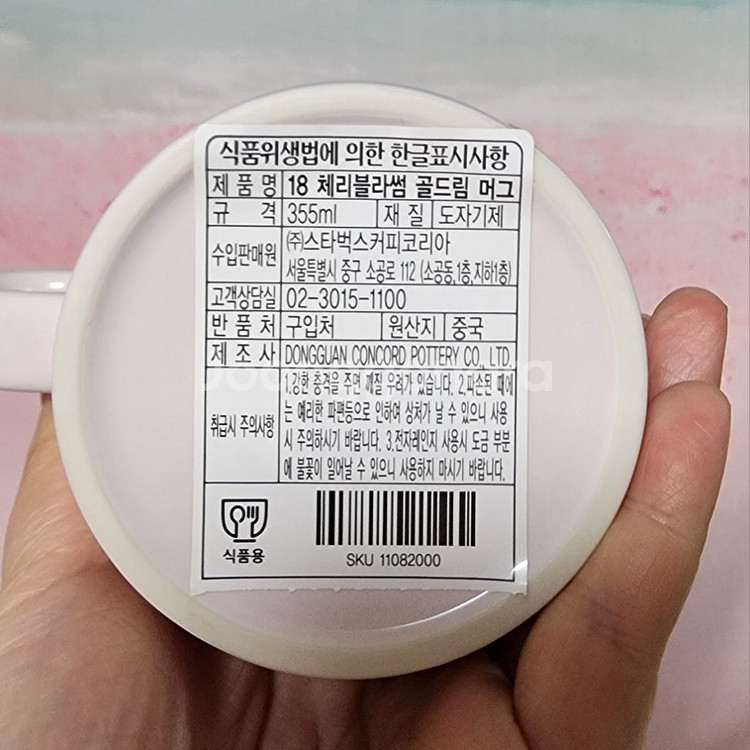 식품위생법에 의한 한글표시사항
제 품 명 18 체리블라썸 골드림 머그
규 격 355ml 재 질 도자기제
수입판매원 ㈜스타벅스커피코리아
서울특별시 중구 소공로 112 (소공동,1층,지하1층)
고객상담실 02-3015-1100
반 품 처 구입처 원산지 중국
제 조 사 DONGGUAN CONCORD POTTERY CO. LTD.
취급시 주의사항 1.강한 충격을 주면 깨질 우려가 있습니다. 2.파손된 때에
는 예리한 파편등으로 인하여 상처가 날 수 있으니 사용
시 주의하시기 바랍니다. 3.전자레인지 사용시 도금 부분
에 불꽃이 일어날 수 있으니 사용하지 마시기 바랍니다.
식품용
SKU 11082000